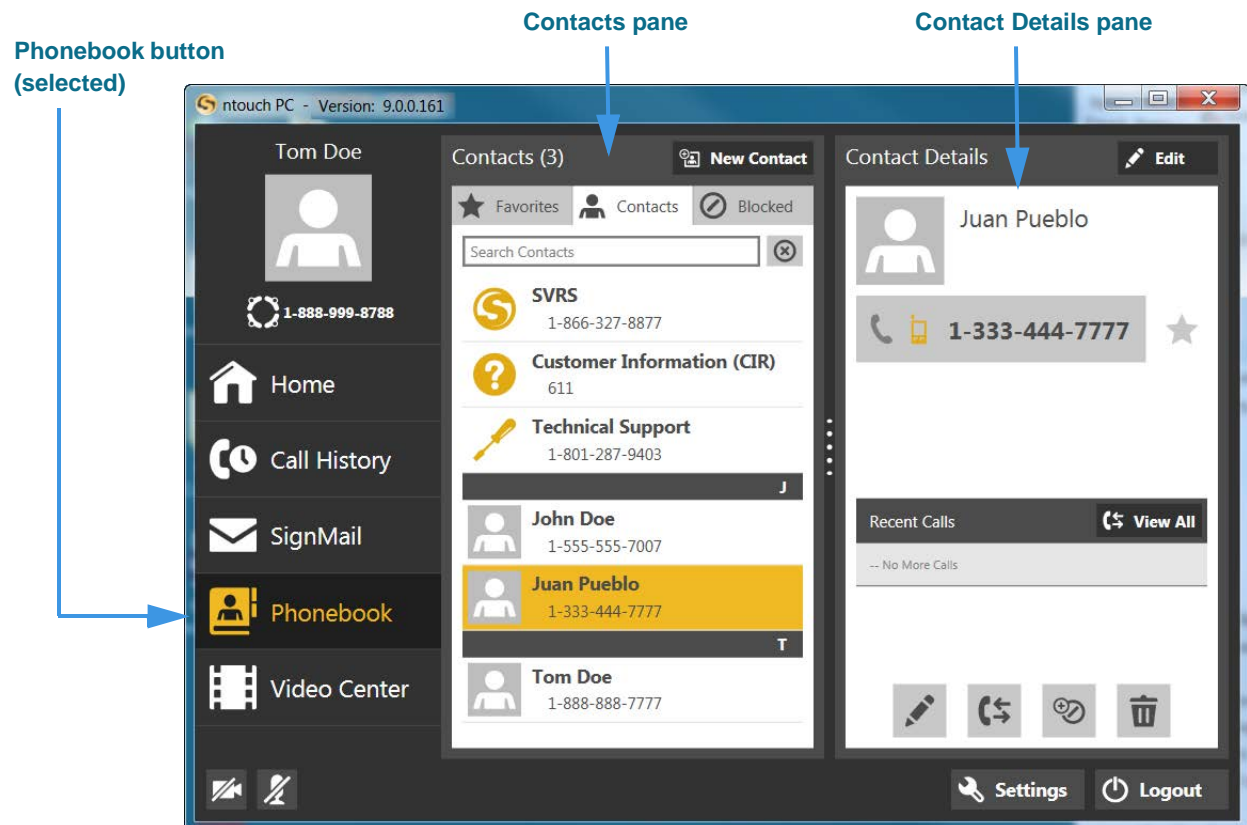 Contacts pane
Contact Details pane
Phonebook button
(selected)
ntouch PC - Version: 9.0.0.161
Tom Doe
1-888-999-8788
Home
Call History
SignMail
Phonebook
Video Center
Contacts (3)
New Contact
Favorites
Contacts
Blocked
Search Contacts
SVRS
1-866-327-8877
Customer Information (CIR)
611
Technical Support
1-801-287-9403
J
John Doe
1-555-555-7007
Juan Pueblo
1-333-444-7777
T
Tom Doe
1-888-888-7777
Contact Details
Edit
Juan Pueblo
1-333-444-7777
Recent Calls
View All
-- No More Calls
Settings
Logout